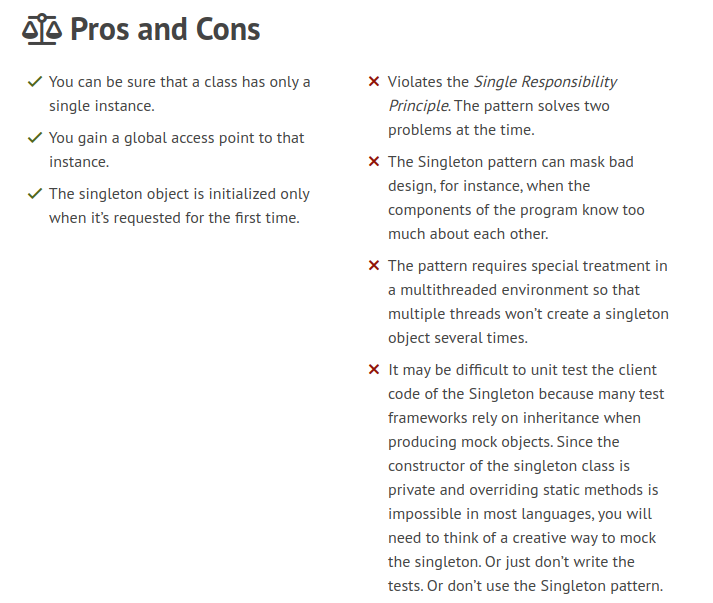 Pros and Cons
You can be sure that a class has only a
single instance.
You gain a global access point to that
instance.
The singleton object is initialized only
when it’s requested for the first time.
Violates the Single Responsibility
Principle. The pattern solves two
problems at the time.
The Singleton pattern can mask bad
design, for instance, when the
components of the program know too
much about each other.
The pattern requires special treatment in
a multithreaded environment so that
multiple threads won’t create a singleton
object several times.
It may be difficult to unit test the client
code of the Singleton because many test
frameworks rely on inheritance when
producing mock objects. Since the
constructor of the singleton class is
private and overriding static methods is
impossible in most languages, you will
need to think of a creative way to mock
the singleton. Or just don’t write the
tests. Or don’t use the Singleton pattern.